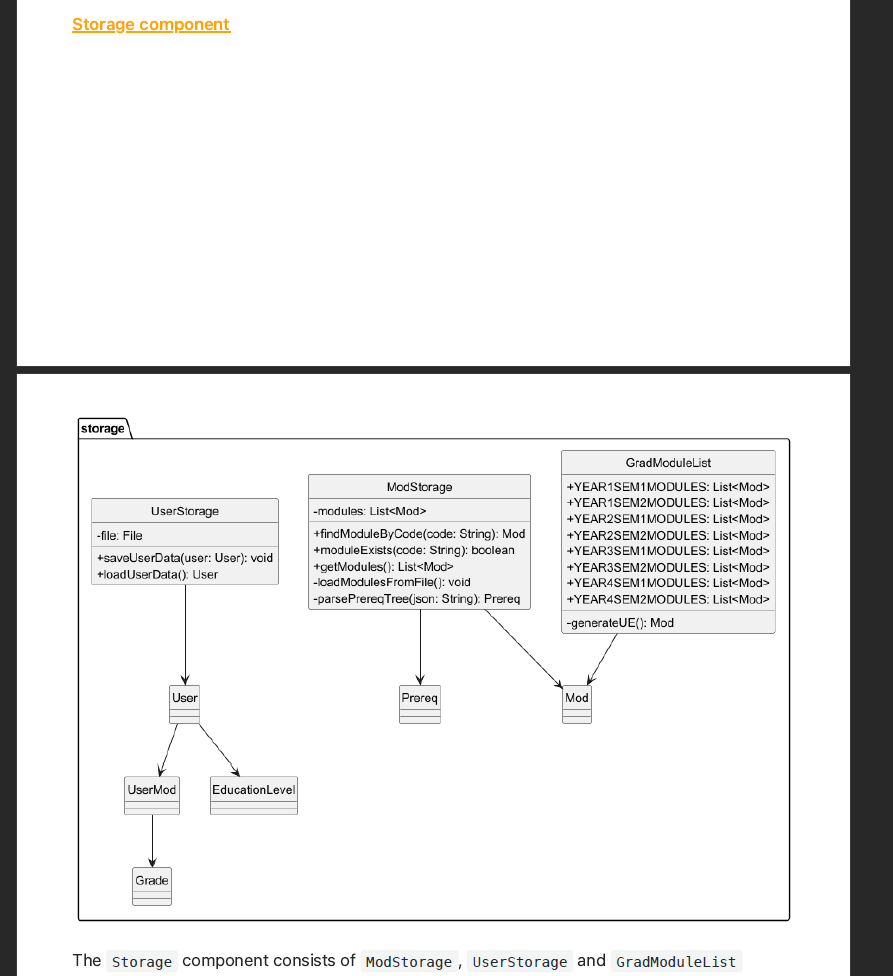 Storage component
storage
UserStorage
-file: File
+saveUserData(user: User): void
+loadUserData(): User
ModStorage
-modules: List<Mod>
+findModuleByCode(code: String): Mod
+moduleExists(code: String): boolean
+getModules(): List<Mod>
-loadModulesFromFile(): void
-parsePrereqTree(json: String): Prereq
GradModuleList
+YEAR1SEM1MODULES: List<Mod>
+YEAR1SEM2MODULES: List<Mod>
+YEAR2SEM1MODULES: List<Mod>
+YEAR2SEM2MODULES: List<Mod>
+YEAR3SEM1MODULES: List<Mod>
+YEAR3SEM2MODULES: List<Mod>
+YEAR4SEM1MODULES: List<Mod>
+YEAR4SEM2MODULES: List<Mod>
-generateUE(): Mod
User
Prereq
Mod
UserMod
EducationLevel
Grade
The Storage component consists of ModStorage, UserStorage and GradModuleList